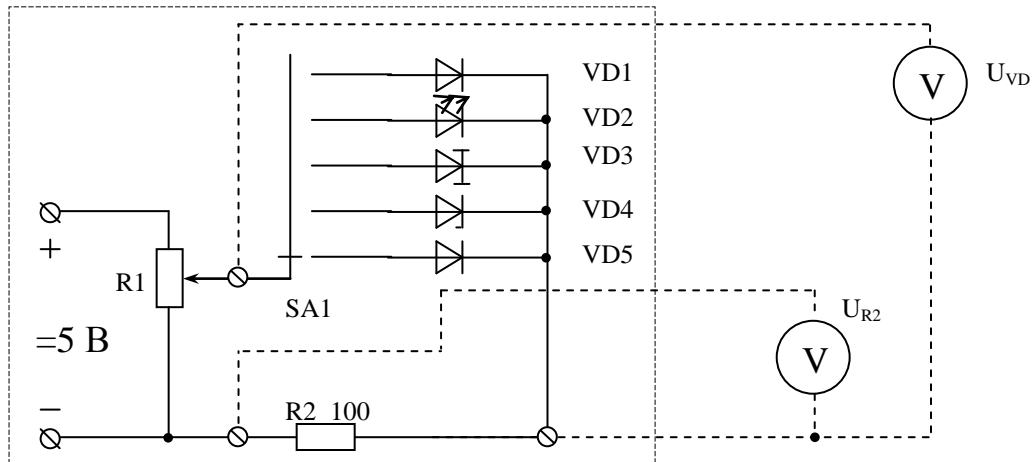 VD1
V U_VD
VD2
VD3
VD4
+
VD5
R1
SA1
U_R2
=5 В
V
−
R2 100